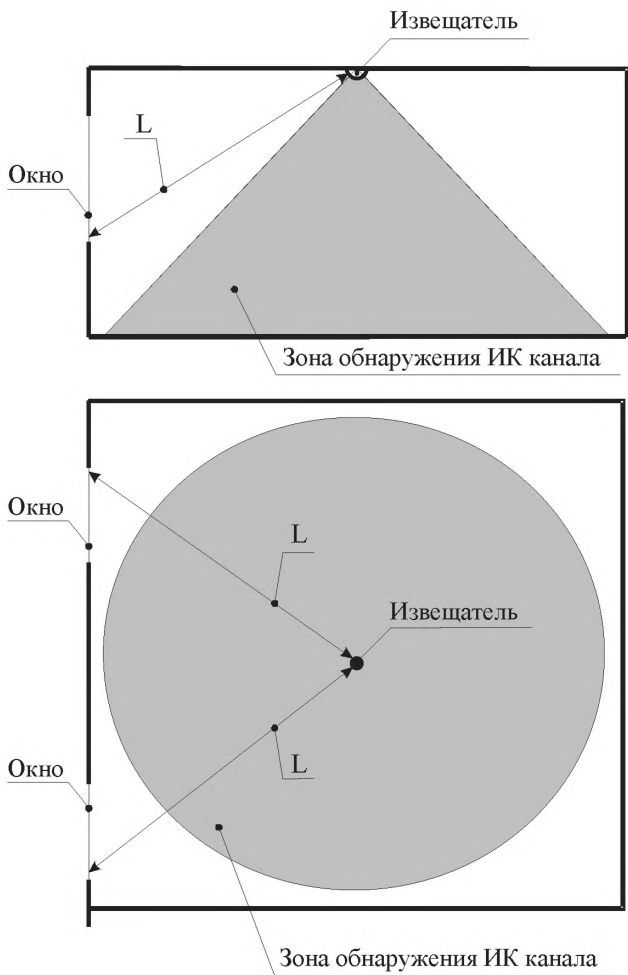 Извещатель
L
Окно
Зона обнаружения ИК канала
Окно
L
Извещатель
L
Окно
Зона обнаружения ИК канала